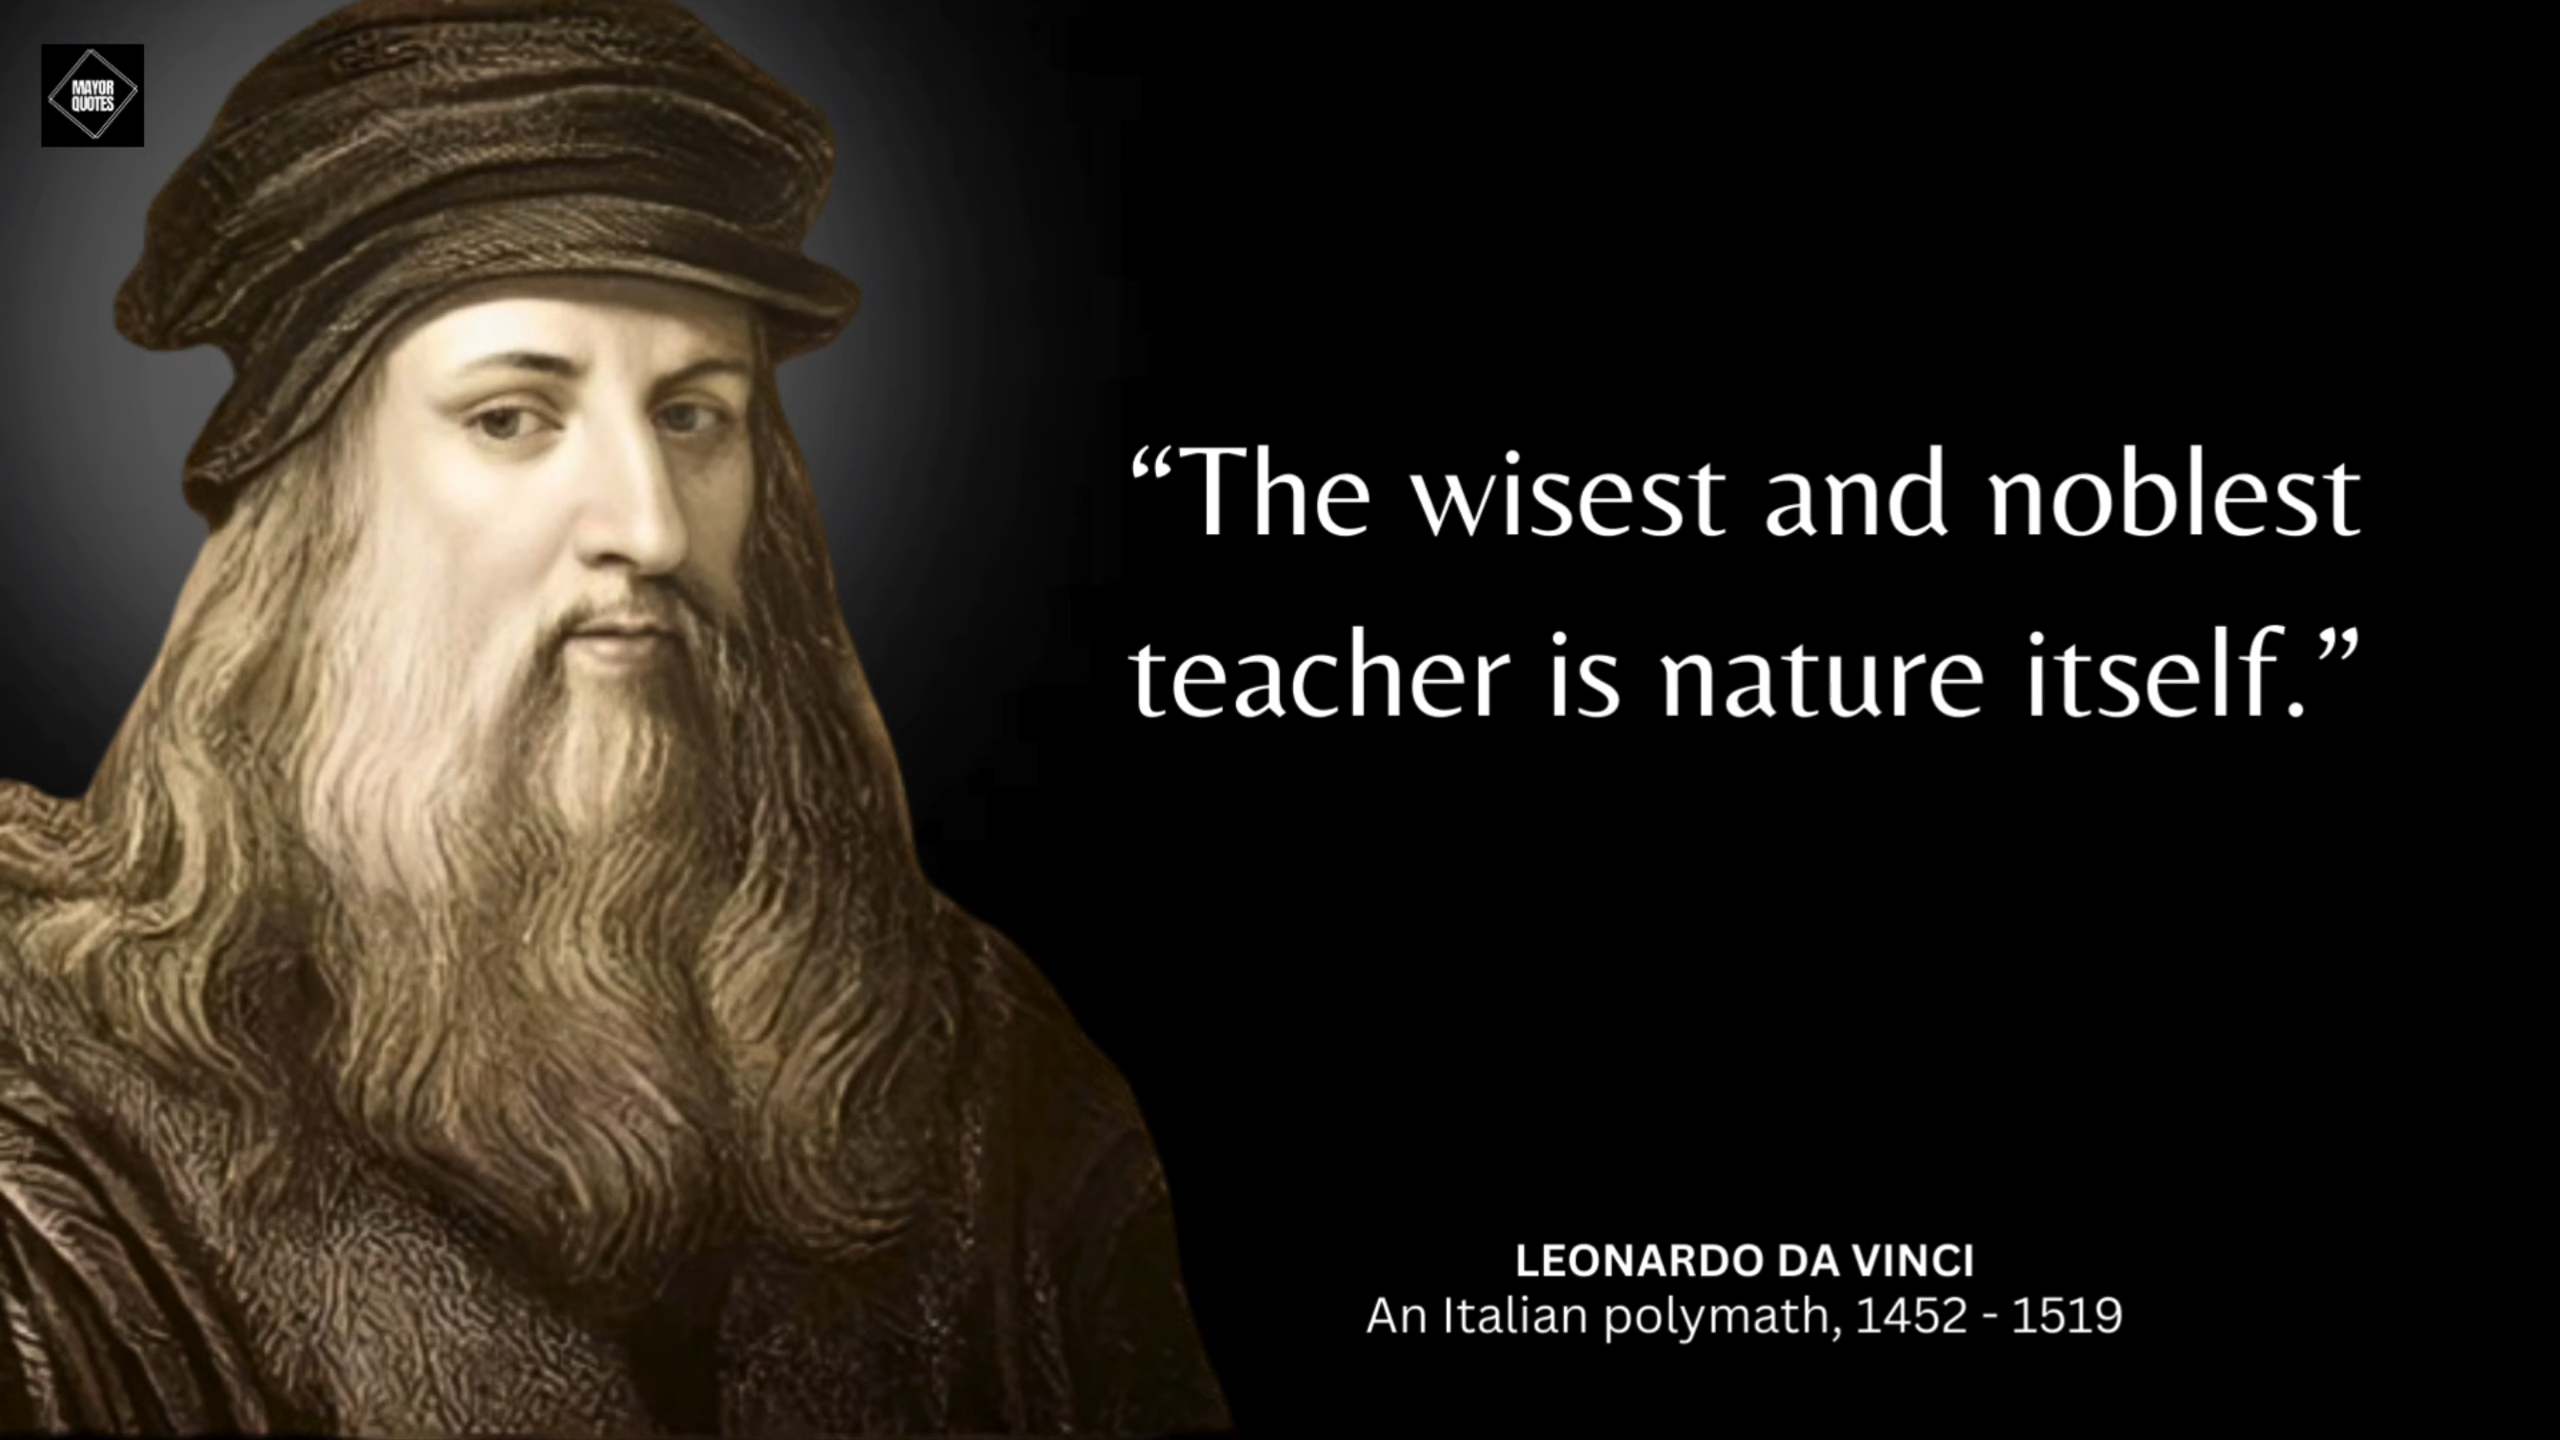 MAYOR
QUOTES
“The wisest and noblest
teacher is nature itself.”
LEONARDO DA VINCI
An Italian polymath, 1452 - 1519